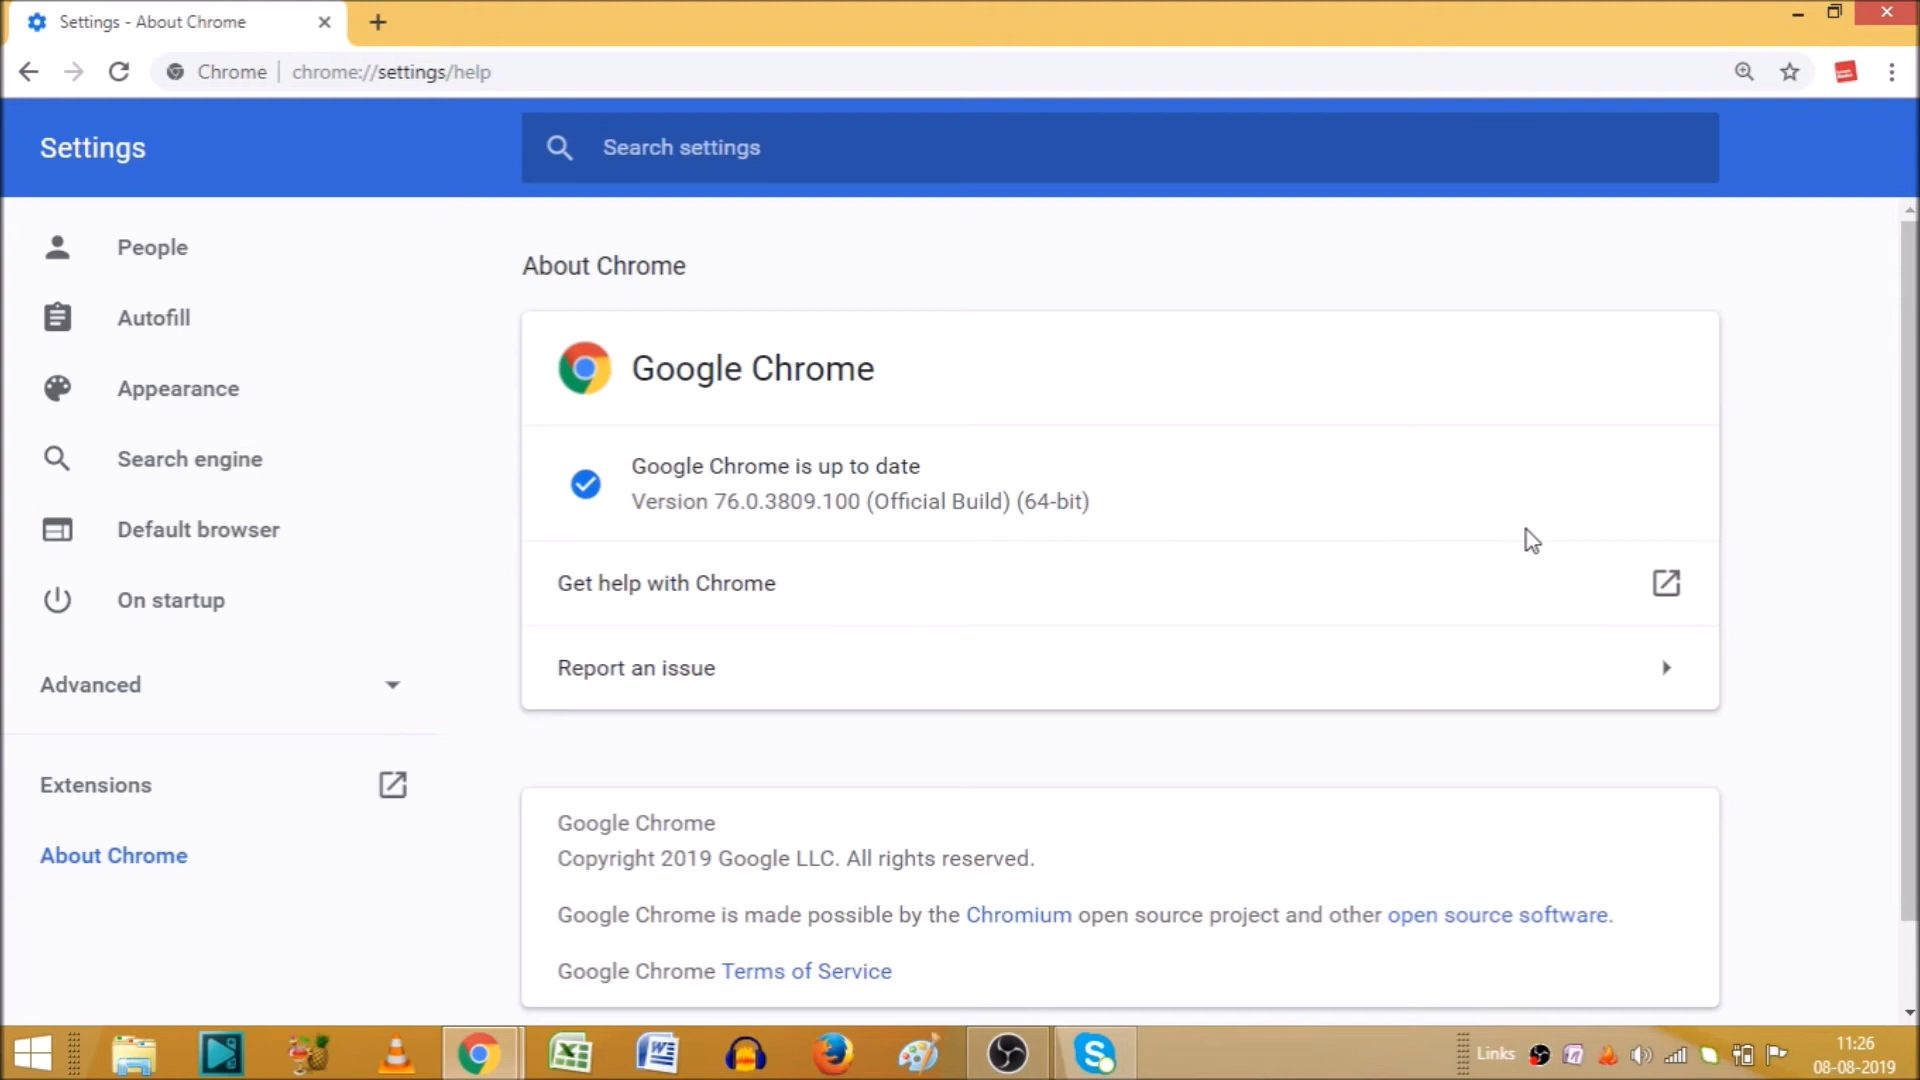 Settings - About Chrome
Chrome | chrome://settings/help
Settings
Search settings
People
Autofill
Appearance
Search engine
Default browser
On startup
Advanced
Extensions
About Chrome
About Chrome
Google Chrome
Google Chrome is up to date
Version 76.0.3809.100 (Official Build) (64-bit)
Get help with Chrome
Report an issue
Google Chrome
Copyright 2019 Google LLC. All rights reserved.
Google Chrome is made possible by the Chromium open source project and other open source software.
Google Chrome Terms of Service
Links
11:26
08-08-2019